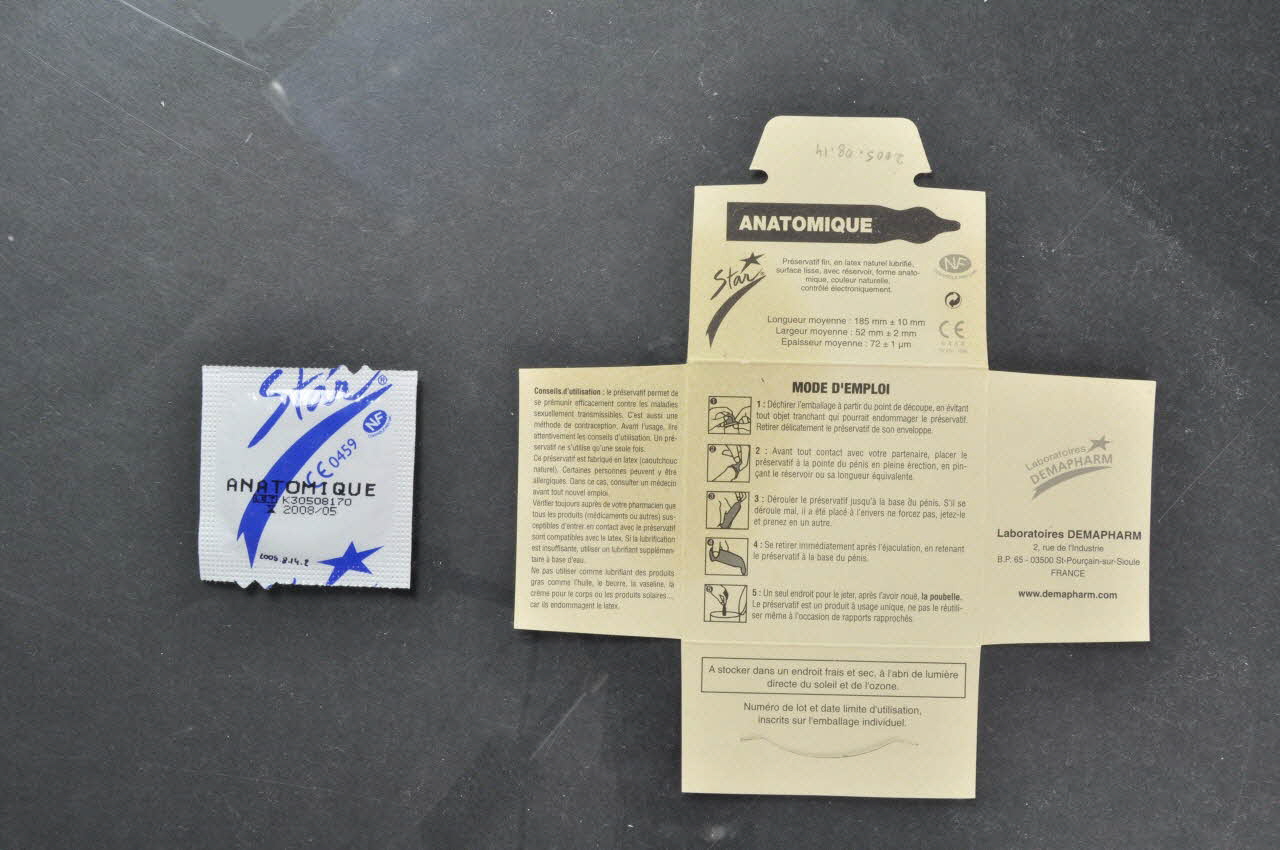 Star®
NF
CE 0459
ANATOMIQUE
K30508170
2008/05
2005.8.14.2
2005.08.14
ANATOMIQUE
Star®
Préservatif fin, en latex naturel lubrifié,
surface lisse, avec réservoir, forme anato-
mique, couleur naturelle,
contrôlé électroniquement.
NF
CE
Longueur moyenne : 185 mm ± 10 mm
Largeur moyenne : 52 mm ± 2 mm
Epaisseur moyenne : 72 ± 1 µm
Conseils d'utilisation : le préservatif permet de
se prémunir efficacement contre les maladies
sexuellement transmissibles. C'est aussi une
méthode de contraception. Avant l'usage, lire
attentivement les conseils d'utilisation. Un pré-
servatif ne s'utilise qu'une seule fois.
Ce préservatif est fabriqué en latex (caoutchouc
naturel). Certaines personnes peuvent y être
allergiques. Dans ce cas, consulter un médecin
avant tout nouvel emploi.
Vérifier toujours auprès de votre pharmacien que
tous les produits (médicaments ou autres) sus-
ceptibles d'entrer en contact avec le préservatif
sont compatibles avec le latex. Si la lubrification
est insuffisante, utiliser un lubrifiant supplémen-
taire à base d'eau.
Ne pas utiliser comme lubrifiant des produits
gras comme l'huile, le beurre, la vaseline, la
crème pour le corps ou les produits solaires...
car ils endommagent le latex.
MODE D'EMPLOI
1 : Déchirer l'emballage à partir du point de découpe, en évitant
tout objet tranchant qui pourrait endommager le préservatif.
Retirer délicatement le préservatif de son enveloppe.
2 : Avant tout contact avec votre partenaire, placer le
préservatif à la pointe du pénis en pleine érection, en pin-
çant le réservoir ou sa longueur équivalente.
3 : Dérouler le préservatif jusqu'à la base du pénis. S'il se
déroule mal, il a été placé à l'envers ne forcez pas, jetez-le
et prenez en un autre.
4 : Se retirer immédiatement après l'éjaculation, en retenant
le préservatif à la base du pénis.
5 : Un seul endroit pour le jeter, après l'avoir noué, la poubelle.
Le préservatif est un produit à usage unique, ne pas le réutili-
ser même à l'occasion de rapports rapprochés.
Laboratoires
DEMAPHARM
Laboratoires DEMAPHARM
2, rue de l'Industrie
B.P. 65 - 03500 St-Pourçain-sur-Sioule
FRANCE
www.demapharm.com
A stocker dans un endroit frais et sec, à l'abri de lumière
directe du soleil et de l'ozone.
Numéro de lot et date limite d'utilisation,
inscrits sur l'emballage individuel.